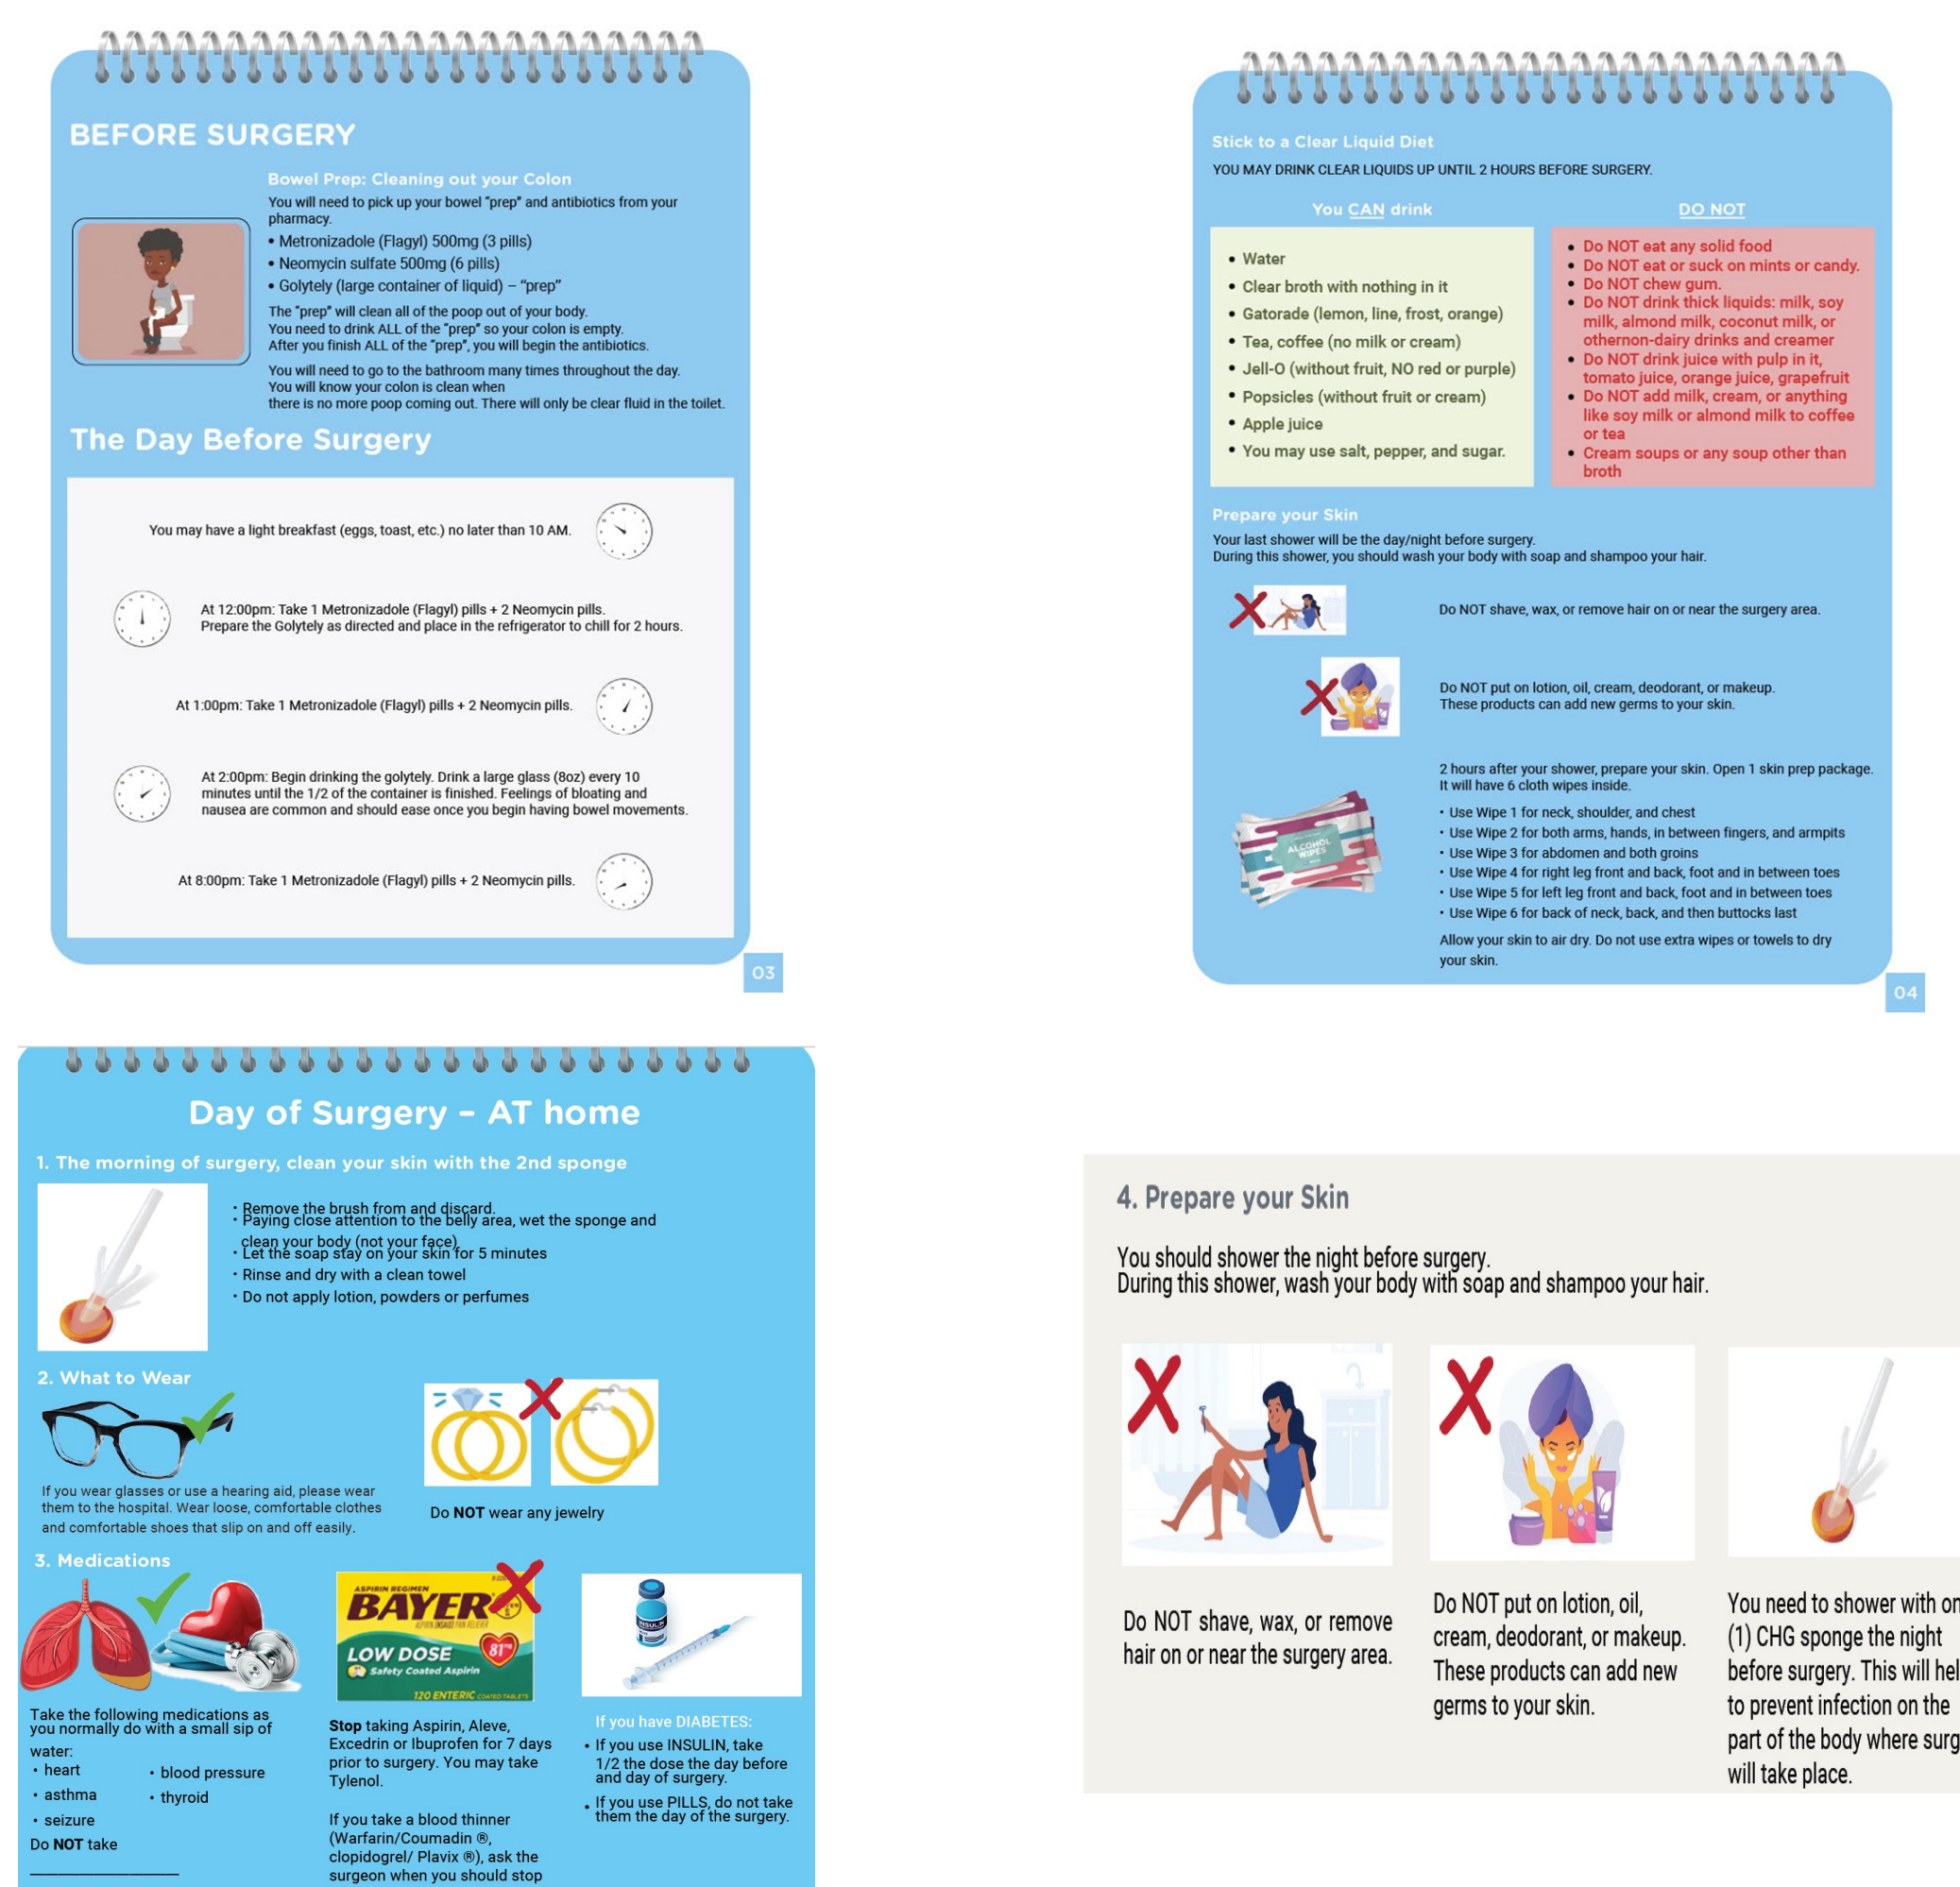 BEFORE SURGERY
Bowel Prep: Cleaning out your Colon
You will need to pick up your bowel "prep" and antibiotics from your
pharmacy.
• Metronizadole (Flagyl) 500mg (3 pills)
• Neomycin sulfate 500mg (6 pills)
• Golytely (large container of liquid) – “prep”
The "prep" will clean all of the poop out of your body.
You need to drink ALL of the "prep" so your colon is empty.
After you finish ALL of the "prep", you will begin the antibiotics.
You will need to go to the bathroom many times throughout the day.
You will know your colon is clean when
there is no more poop coming out. There will only be clear fluid in the toilet.
The Day Before Surgery
You may have a light breakfast (eggs, toast, etc.) no later than 10 AM.
At 12:00pm: Take 1 Metronizadole (Flagyl) pills + 2 Neomycin pills.
Prepare the Golytely as directed and place in the refrigerator to chill for 2 hours.
At 1:00pm: Take 1 Metronizadole (Flagyl) pills + 2 Neomycin pills.
At 2:00pm: Begin drinking the golytely. Drink a large glass (8oz) every 10
minutes until the 1/2 of the container is finished. Feelings of bloating and
nausea are common and should ease once you begin having bowel movements.
At 8:00pm: Take 1 Metronizadole (Flagyl) pills + 2 Neomycin pills.
03
Stick to a Clear Liquid Diet
YOU MAY DRINK CLEAR LIQUIDS UP UNTIL 2 HOURS BEFORE SURGERY.
You CAN drink
• Water
• Clear broth with nothing in it
• Gatorade (lemon, line, frost, orange)
• Tea, coffee (no milk or cream)
• Jell-O (without fruit, NO red or purple)
• Popsicles (without fruit or cream)
• Apple juice
• You may use salt, pepper, and sugar.
DO NOT
• Do NOT eat any solid food
• Do NOT eat or suck on mints or candy.
• Do NOT chew gum.
• Do NOT drink thick liquids: milk, soy
milk, almond milk, coconut milk, or
othernon-dairy drinks and creamer
• Do NOT drink juice with pulp in it,
tomato juice, orange juice, grapefruit
• Do NOT add milk, cream, or anything
like soy milk or almond milk to coffee
or tea
• Cream soups or any soup other than
broth
Prepare your Skin
Your last shower will be the day/night before surgery.
During this shower, you should wash your body with soap and shampoo your hair.
Do NOT shave, wax, or remove hair on or near the surgery area.
Do NOT put on lotion, oil, cream, deodorant, or makeup.
These products can add new germs to your skin.
2 hours after your shower, prepare your skin. Open 1 skin prep package.
It will have 6 cloth wipes inside.
ALCOHOL
WIPES
• Use Wipe 1 for neck, shoulder, and chest
• Use Wipe 2 for both arms, hands, in between fingers, and armpits
• Use Wipe 3 for abdomen and both groins
• Use Wipe 4 for right leg front and back, foot and in between toes
• Use Wipe 5 for left leg front and back, foot and in between toes
• Use Wipe 6 for back of neck, back, and then buttocks last
Allow your skin to air dry. Do not use extra wipes or towels to dry
your skin.
04
Day of Surgery – AT home
1. The morning of surgery, clean your skin with the 2nd sponge
• Remove the brush from and discard.
• Paying close attention to the belly area, wet the sponge and
clean your body (not your face)
• Let the soap stay on your skin for 5 minutes
• Rinse and dry with a clean towel
• Do not apply lotion, powders or perfumes
2. What to Wear
If you wear glasses or use a hearing aid, please wear
them to the hospital. Wear loose, comfortable clothes
and comfortable shoes that slip on and off easily.
Do NOT wear any jewelry
3. Medications
Take the following medications as
you normally do with a small sip of
water:
• heart
• asthma
• seizure
• blood pressure
• thyroid
Do NOT take
ASPIRIN REGIMEN
BAYER
LOW DOSE
81mg
Safety Coated Aspirin
120 ENTERIC COATED TABLETS
Stop taking Aspirin, Aleve,
Excedrin or Ibuprofen for 7 days
prior to surgery. You may take
Tylenol.
If you take a blood thinner
(Warfarin/Coumadin ®,
clopidogrel/ Plavix ®), ask the
surgeon when you should stop
INSULIN
If you have DIABETES:
• If you use INSULIN, take
1/2 the dose the day before
and day of surgery.
• If you use PILLS, do not take
them the day of the surgery.
4. Prepare your Skin
You should shower the night before surgery.
During this shower, wash your body with soap and shampoo your hair.
Do NOT shave, wax, or remove
hair on or near the surgery area.
Do NOT put on lotion, oil,
cream, deodorant, or makeup.
These products can add new
germs to your skin.
You need to shower with on
(1) CHG sponge the night
before surgery. This will hel
to prevent infection on the
part of the body where surg
will take place.